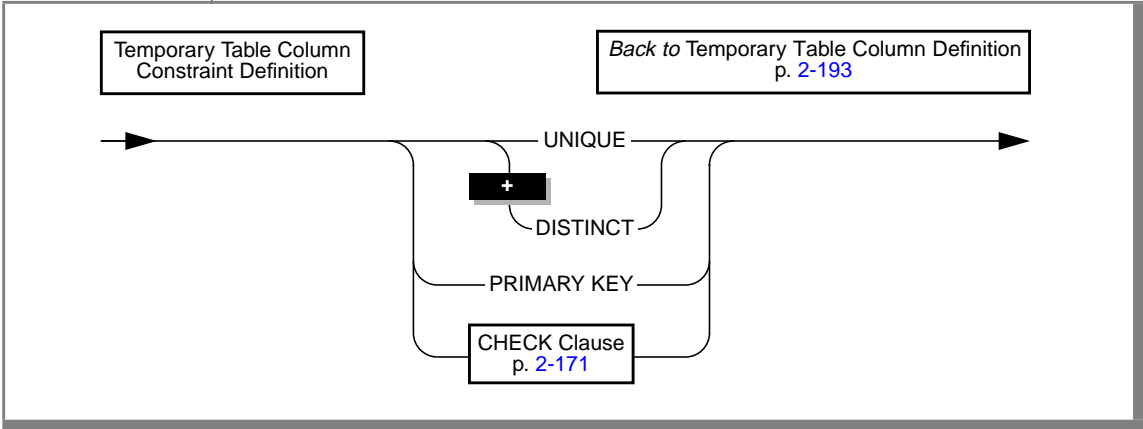 Temporary Table Column
Constraint Definition
Back to Temporary Table Column Definition
p. 2-193
UNIQUE
+
DISTINCT
PRIMARY KEY
CHECK Clause
p. 2-171